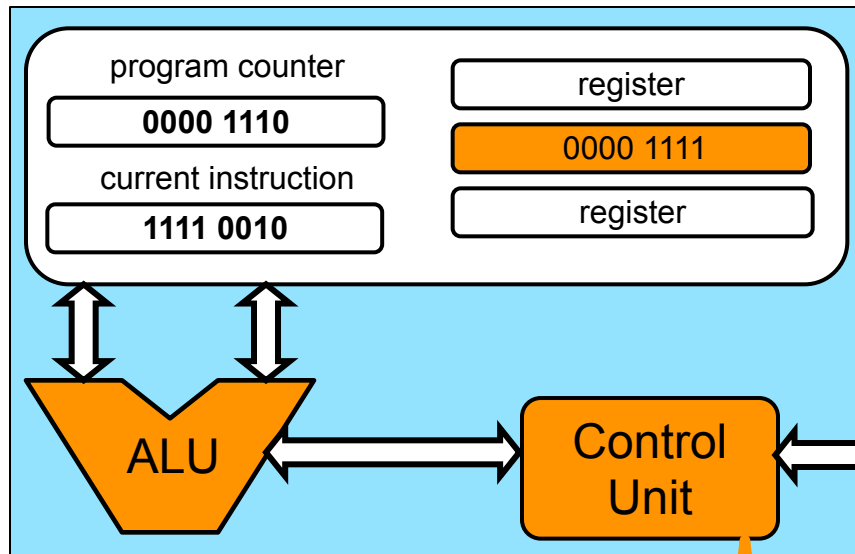 program counter
0000 1110
current instruction
1111 0010
register
0000 1111
register
ALU
Control
Unit